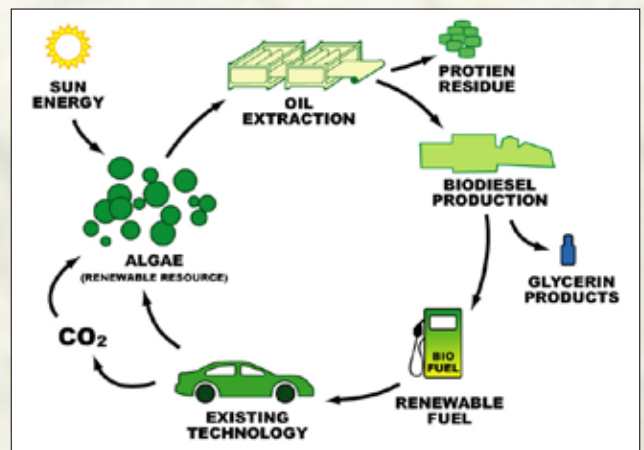 SUN
ENERGY
OIL
EXTRACTION
PROTIEN
RESIDUE
BIODIESEL
PRODUCTION
GLYCERIN
PRODUCTS
BIO
FUEL
RENEWABLE
FUEL
EXISTING
TECHNOLOGY
CO₂
ALGAE
(RENEWABLE RESOURCE)